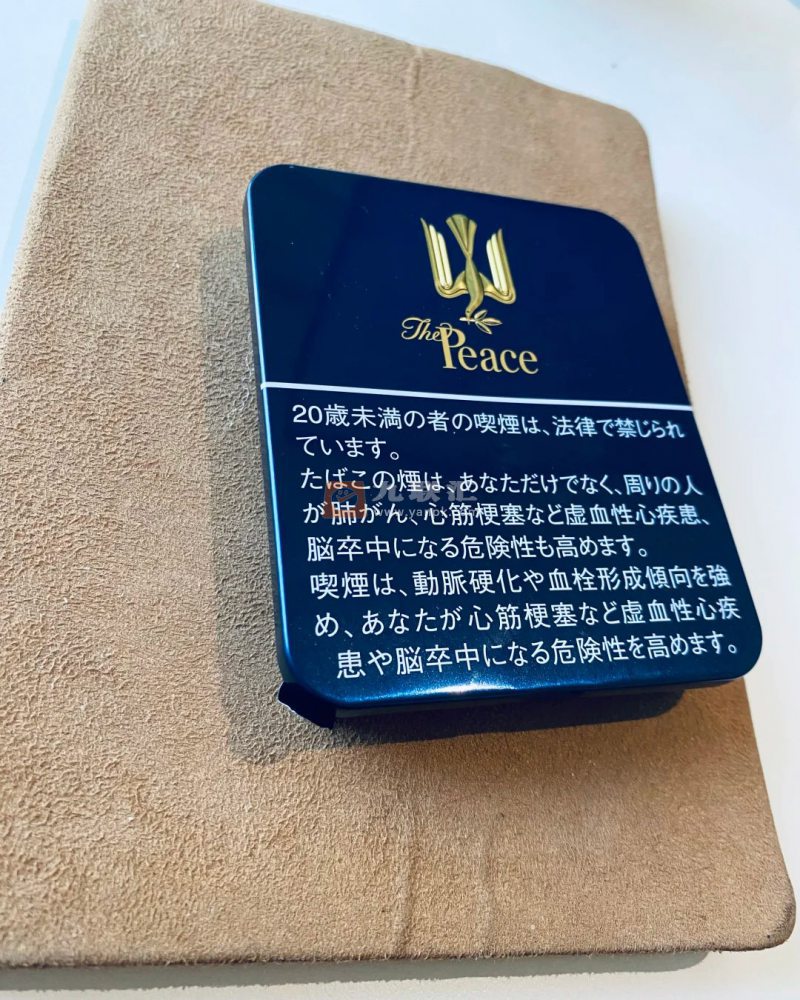 The Peace
20歳未満の者の喫煙は、法律で禁じられ
ています。
たばこの煙は、あなただけでなく、周りの人
が肺がん、心筋梗塞など虚血性心疾患、
脳卒中になる危険性も高めます。
喫煙は、動脈硬化や血栓形成傾向を強
め、あなたが心筋梗塞など虚血性心疾
患や脳卒中になる危険性を高めます。